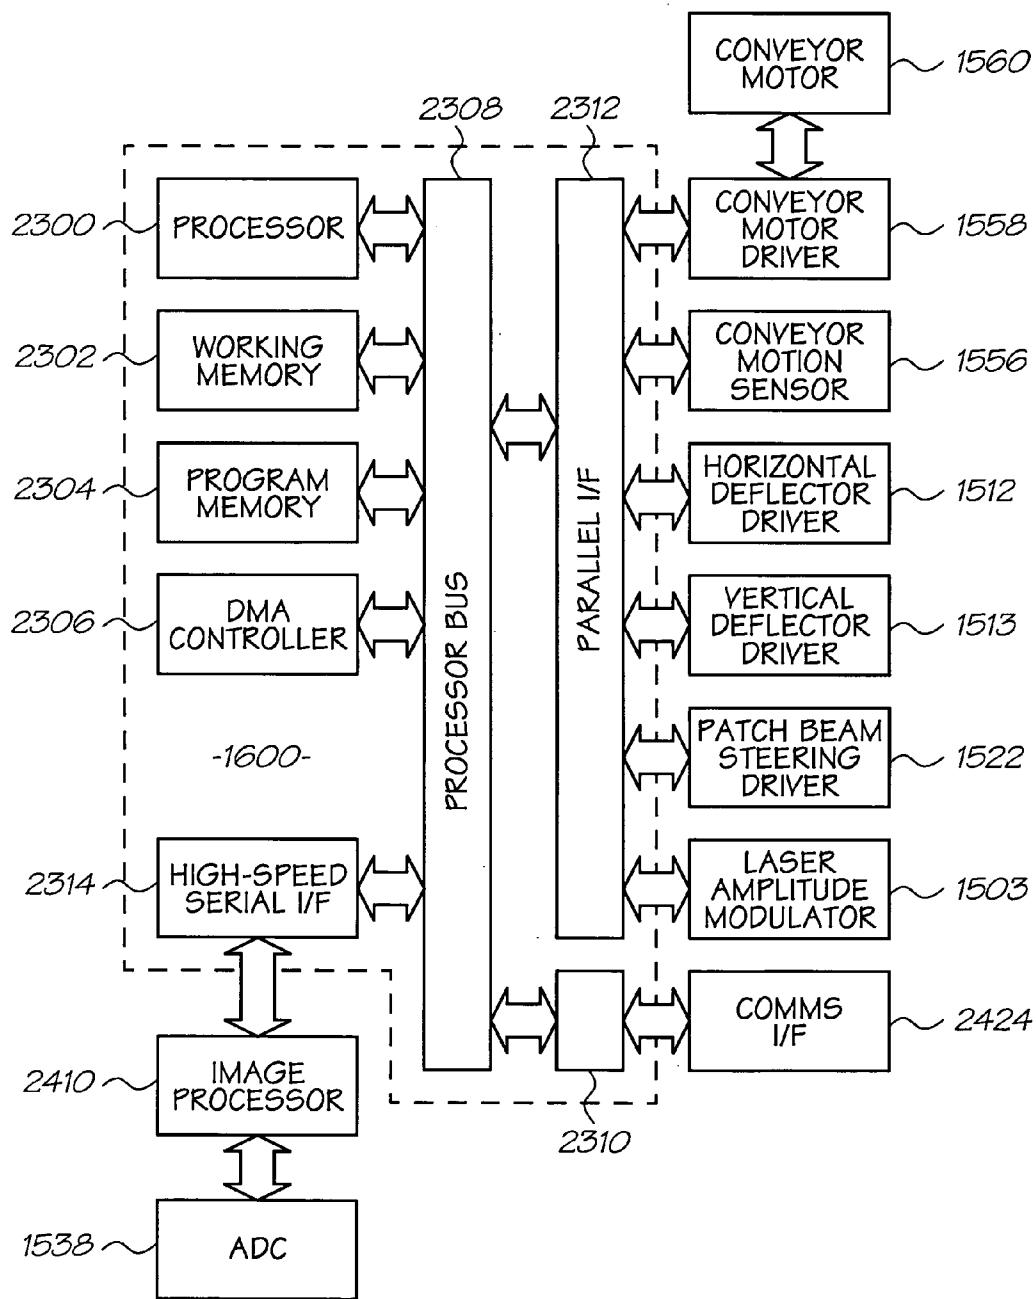 CONVEYOR
MOTOR
1560
2308
2312
2300
PROCESSOR
CONVEYOR
MOTOR
DRIVER
1558
2302
WORKING
MEMORY
CONVEYOR
MOTION
SENSOR
1556
2304
PROGRAM
MEMORY
HORIZONTAL
DEFLECTOR
DRIVER
1512
2306
DMA
CONTROLLER
PROCESSOR BUS
PARALLEL I/F
VERTICAL
DEFLECTOR
DRIVER
1513
-1600-
PATCH BEAM
STEERING
DRIVER
1522
2314
HIGH-SPEED
SERIAL I/F
LASER
AMPLITUDE
MODULATOR
1503
COMMS
I/F
2424
2410
IMAGE
PROCESSOR
2310
1538
ADC